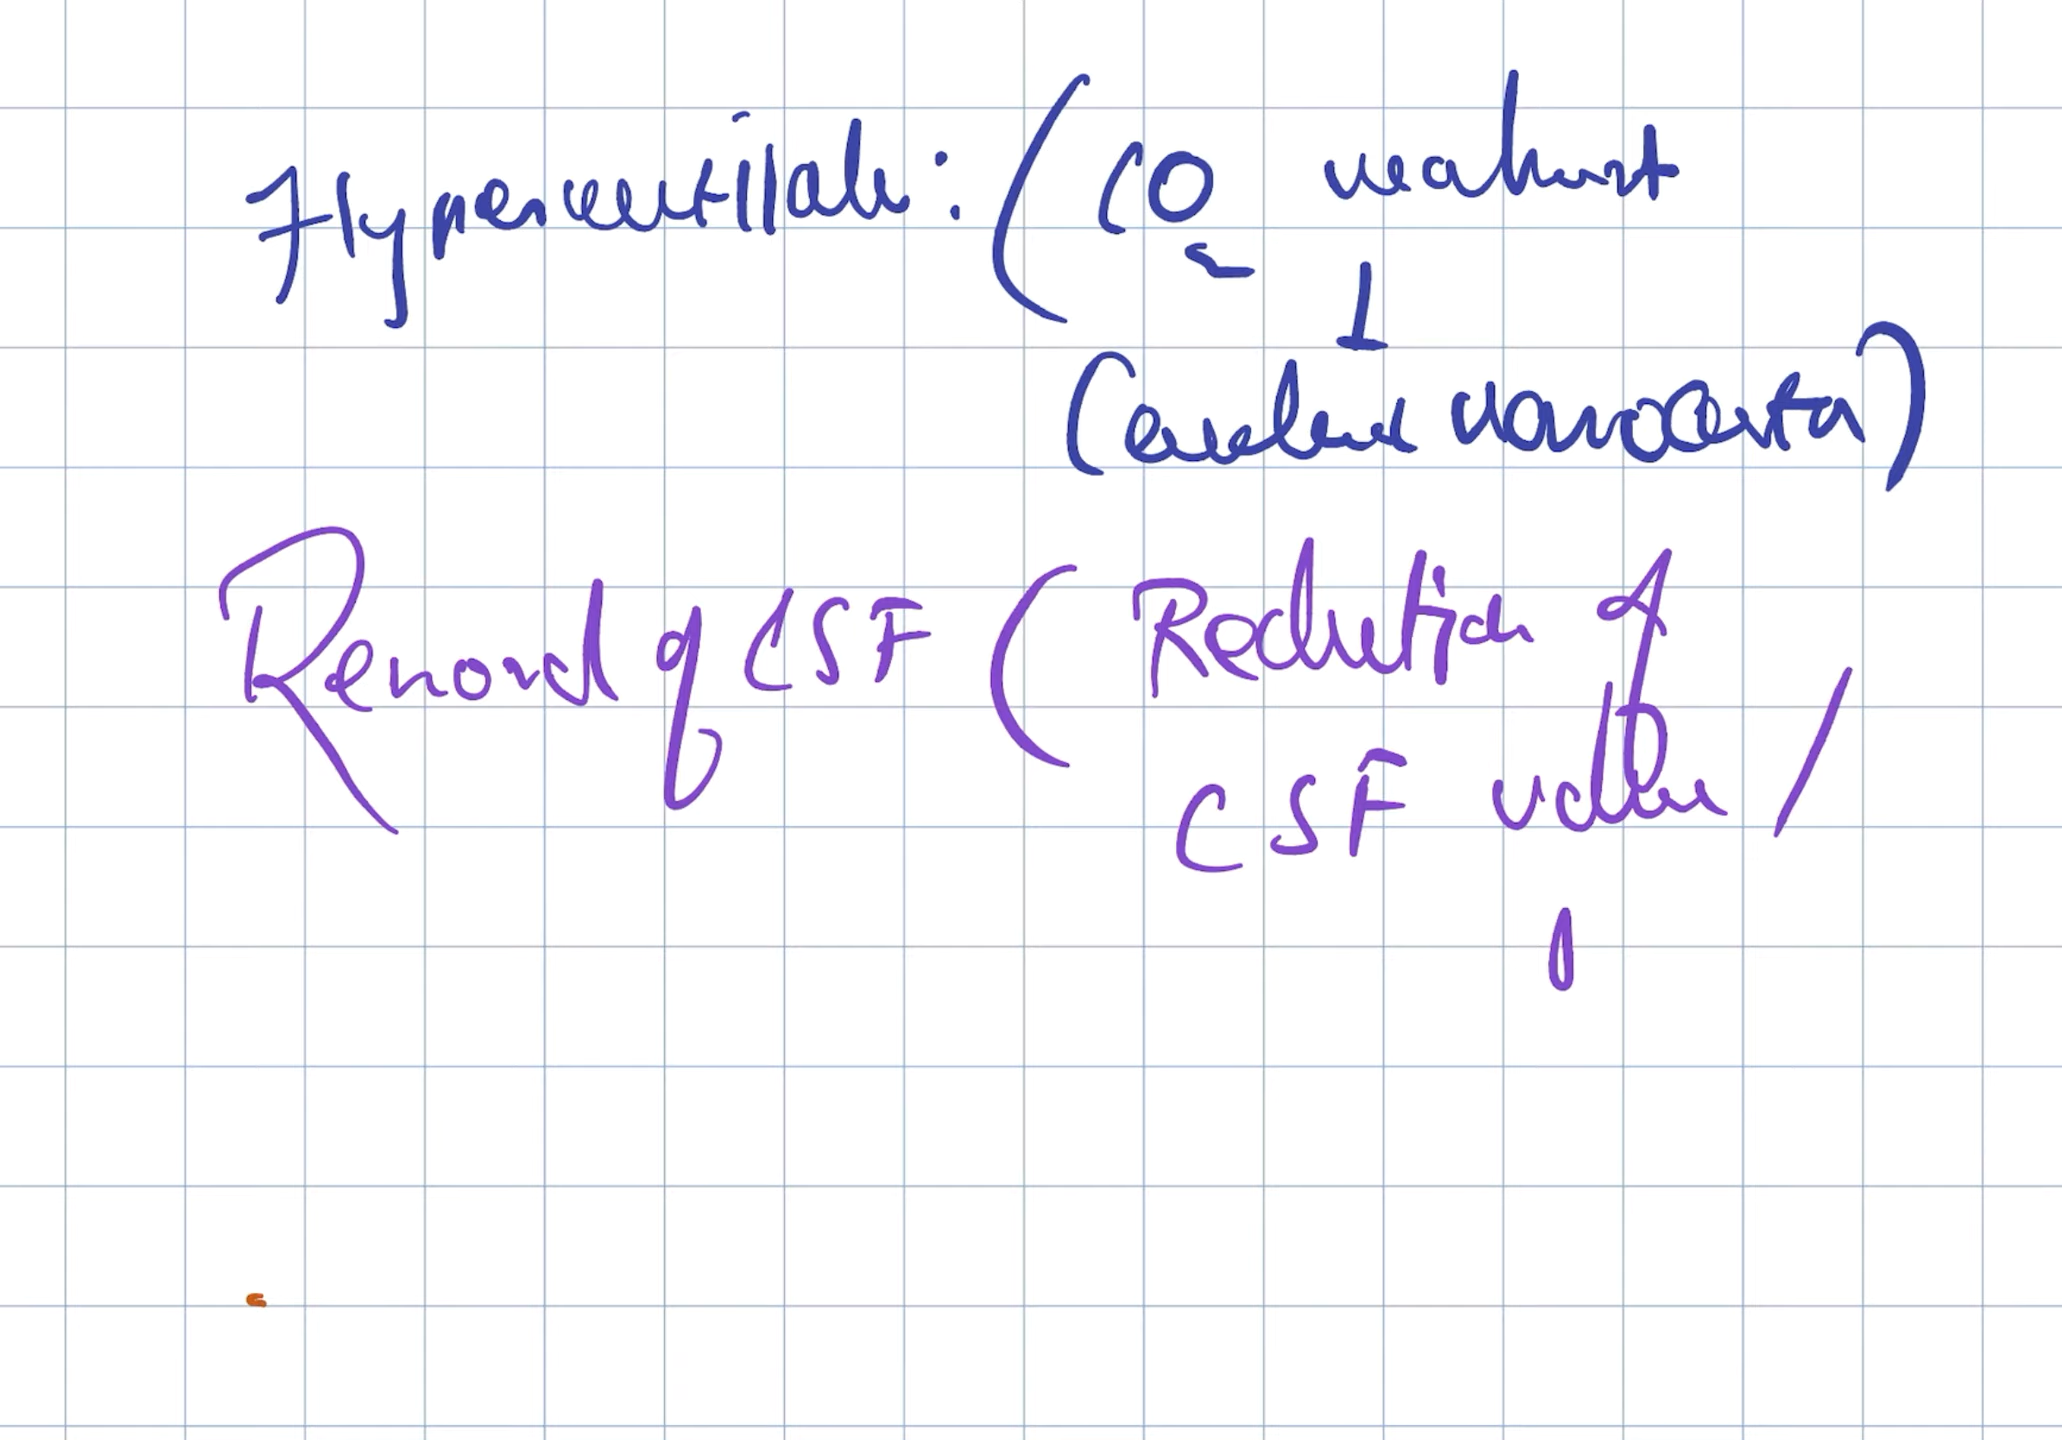 Hyperventilation: (CO2 washout
↓
Cerebral vasoconstriction)
Removal of CSF (Reduction of
CSF volume)